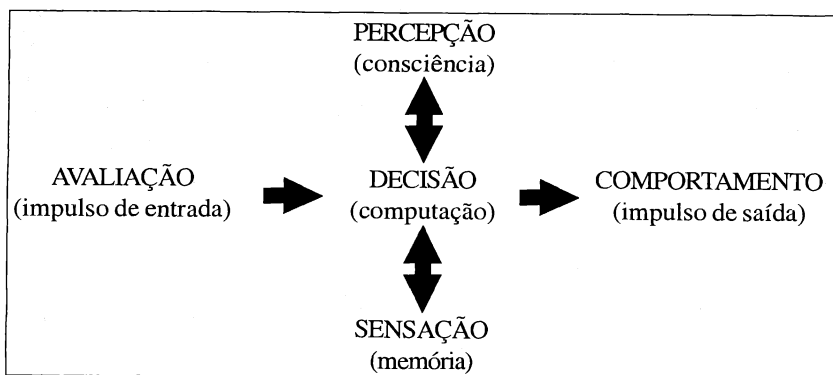 PERCEPÇÃO
(consciência)
AVALIAÇÃO
(impulso de entrada)
DECISÃO
(computação)
COMPORTAMENTO
(impulso de saída)
SENSAÇÃO
(memória)